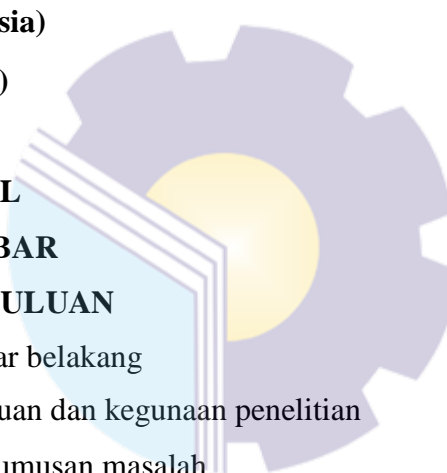 sia)
)
L
BAR
ULUAN
ar belakang
uan dan kegunaan penelitian
umusan masalah